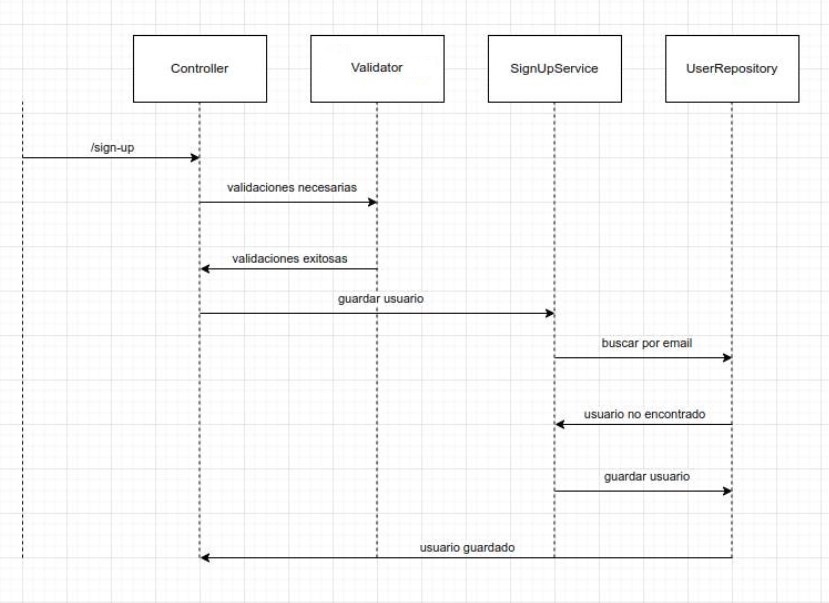 Controller
Validator
SignUpService
UserRepository
/sign-up
validaciones necesarias
validaciones exitosas
guardar usuario
buscar por email
usuario no encontrado
guardar usuario
usuario guardado